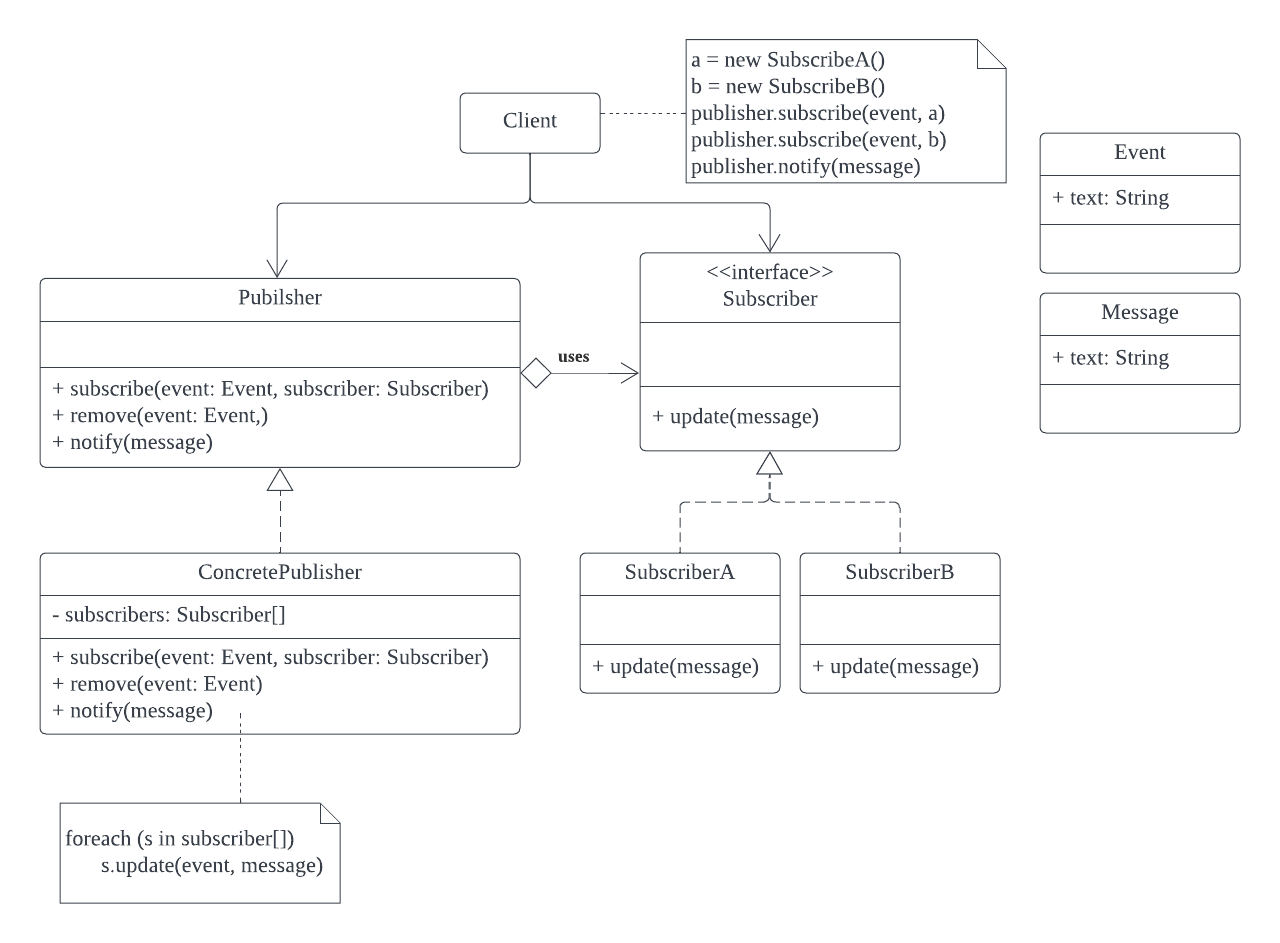 a = new SubscribeA()
b = new SubscribeB()
publisher.subscribe(event, a)
publisher.subscribe(event, b)
publisher.notify(message)
Client
Event
+ text: String
Message
+ text: String
Pubilsher
+ subscribe(event: Event, subscriber: Subscriber)
+ remove(event: Event,)
+ notify(message)
uses
<<interface>>
Subscriber
+ update(message)
ConcretePublisher
- subscribers: Subscriber[]
+ subscribe(event: Event, subscriber: Subscriber)
+ remove(event: Event)
+ notify(message)
SubscriberA
+ update(message)
SubscriberB
+ update(message)
foreach (s in subscriber[])
s.update(event, message)